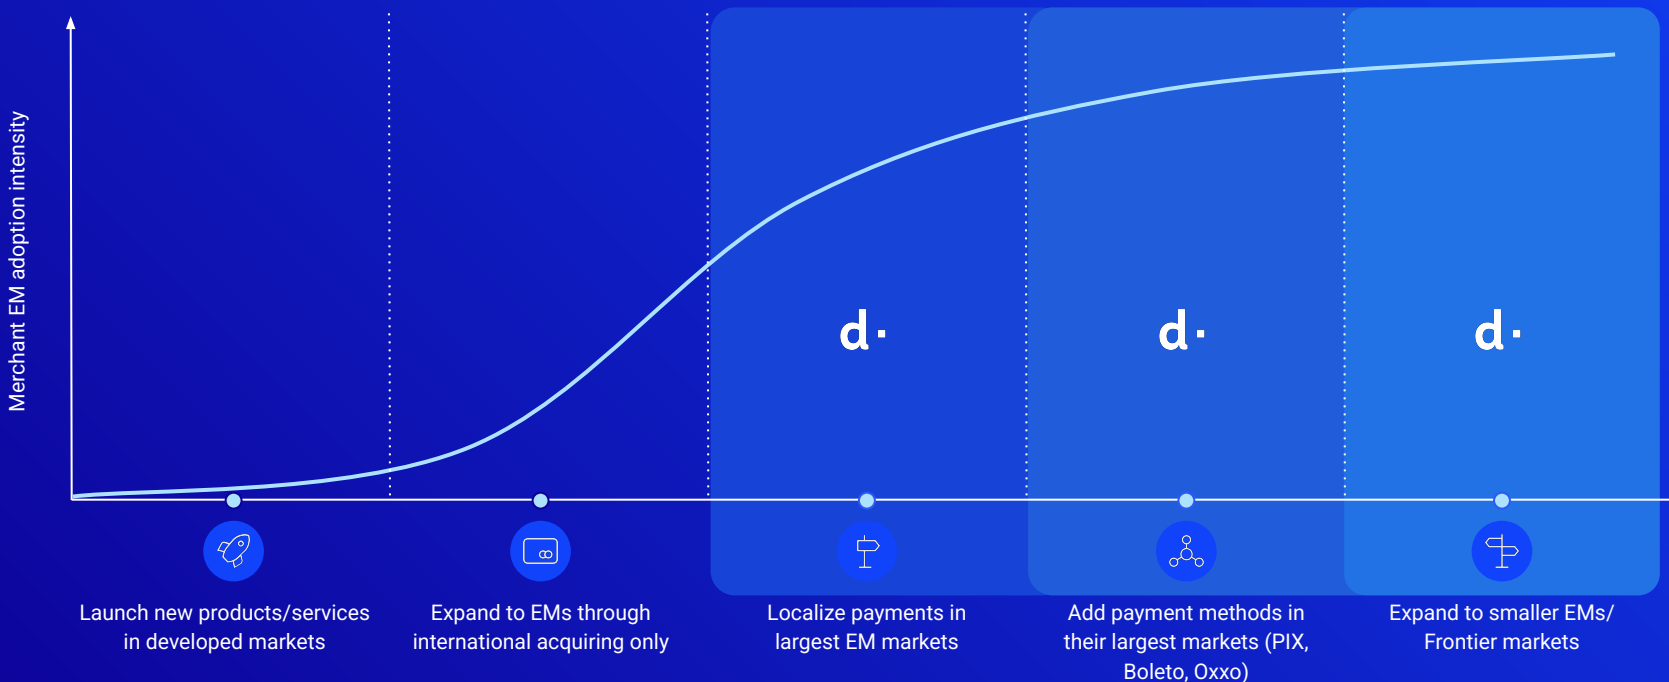 Merchant EM adoption intensity
d·
d·
d·
Launch new products/services
in developed markets
Expand to EMs through
international acquiring only
Localize payments in
largest EM markets
Add payment methods in
their largest markets (PIX,
Boleto, Oxxo)
Expand to smaller EMs/
Frontier markets